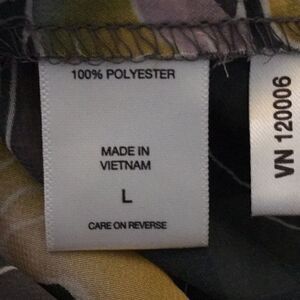 100% POLYESTER
MADE IN
VIETNAM
L
CARE ON REVERSE
VN 120006